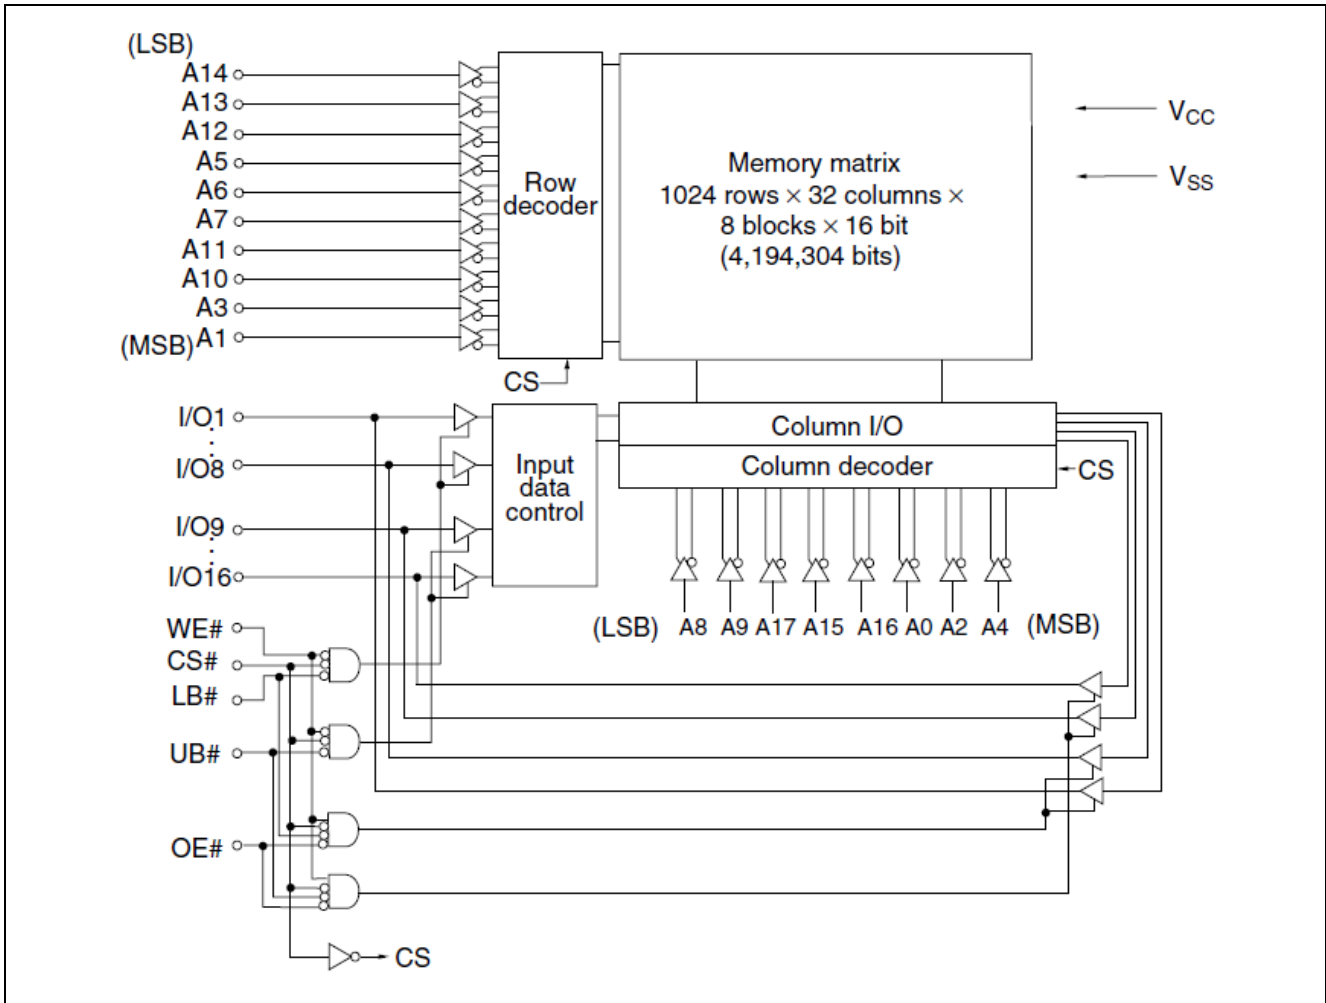 (LSB)
A14
A13
A12
A5
A6
A7
A11
A10
A3
(MSB) A1
Row
decoder
CS
Memory matrix
1024 rows × 32 columns ×
8 blocks × 16 bit
(4,194,304 bits)
VCC
VSS
I/O1
I/O8
I/O9
I/O16
Input
data
control
Column I/O
Column decoder
CS
(LSB) A8 A9 A17 A15 A16 A0 A2 A4 (MSB)
WE#
CS#
LB#
UB#
OE#
CS